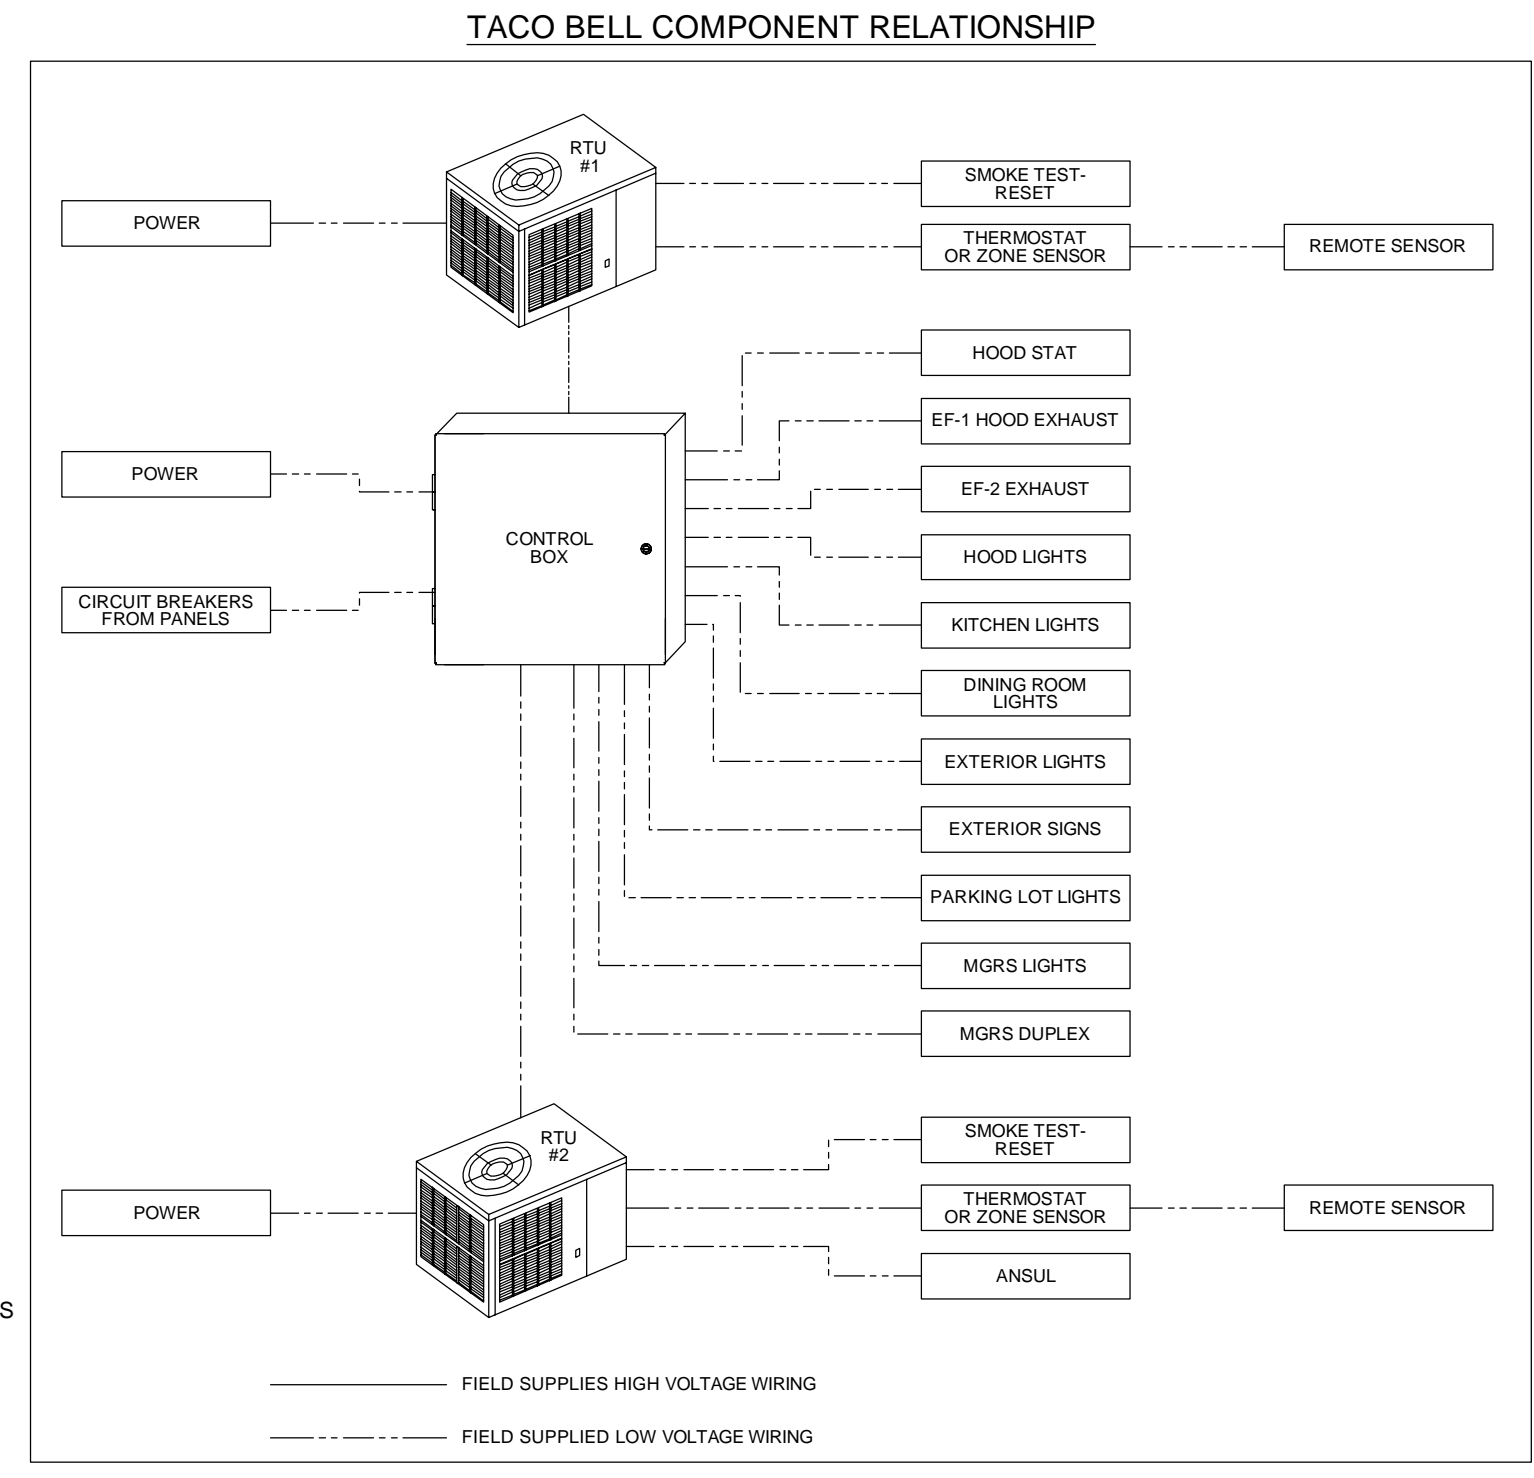 TACO BELL COMPONENT RELATIONSHIP
RTU
#1
SMOKE TEST-
RESET
POWER
THERMOSTAT
OR ZONE SENSOR
REMOTE SENSOR
HOOD STAT
EF-1 HOOD EXHAUST
POWER
EF-2 EXHAUST
CONTROL
BOX
HOOD LIGHTS
CIRCUIT BREAKERS
FROM PANELS
KITCHEN LIGHTS
DINING ROOM
LIGHTS
EXTERIOR LIGHTS
EXTERIOR SIGNS
PARKING LOT LIGHTS
MGRS LIGHTS
MGRS DUPLEX
RTU
#2
SMOKE TEST-
RESET
POWER
THERMOSTAT
OR ZONE SENSOR
REMOTE SENSOR
ANSUL
S
FIELD SUPPLIES HIGH VOLTAGE WIRING
FIELD SUPPLIED LOW VOLTAGE WIRING